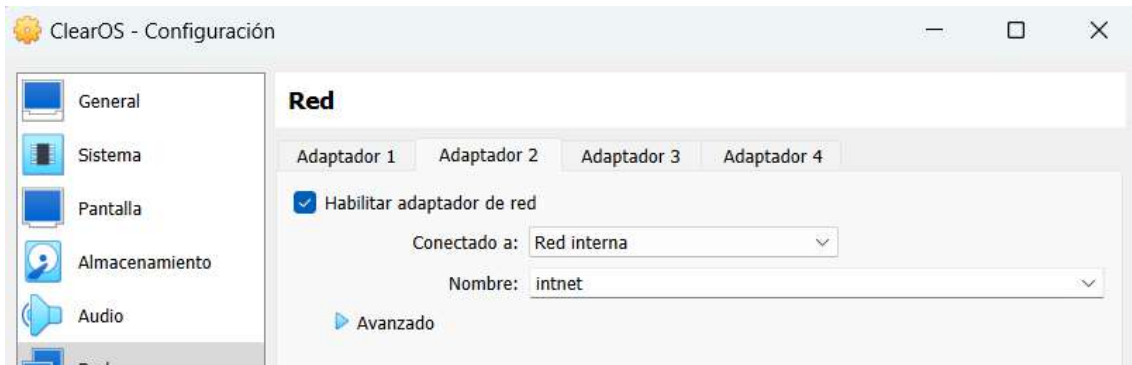 ClearOS - Configuración
General
Sistema
Pantalla
Almacenamiento
Audio
Red
Adaptador 1 Adaptador 2 Adaptador 3 Adaptador 4
Habilitar adaptador de red
Conectado a: Red interna
Nombre: intnet
Avanzado